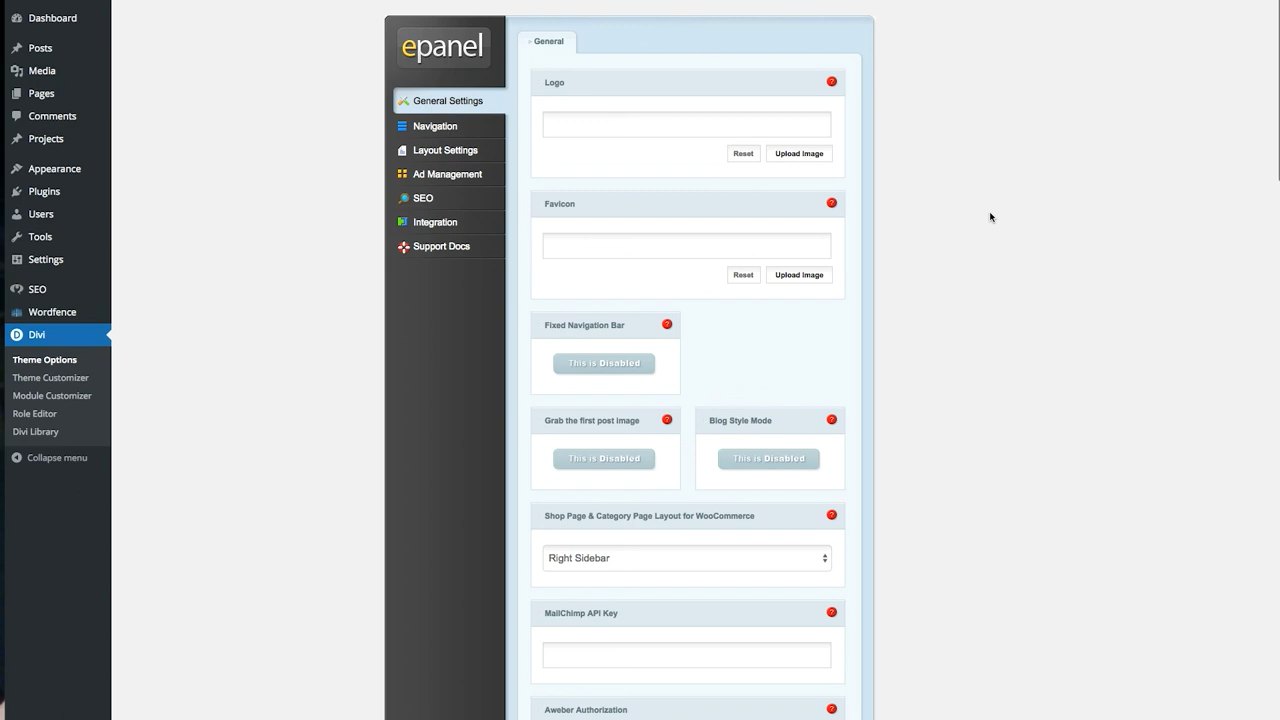 Dashboard
Posts
Media
Pages
Comments
Projects
Appearance
Plugins
Users
Tools
Settings
SEO
Wordfence
Divi
Theme Options
Theme Customizer
Module Customizer
Role Editor
Divi Library
Collapse menu
epanel
General Settings
Navigation
Layout Settings
Ad Management
SEO
Integration
Support Docs
> General
Logo ?
Reset Upload Image
Favicon ?
Reset Upload Image
Fixed Navigation Bar ?
This is Disabled
Grab the first post image ? Blog Style Mode ?
This is Disabled This is Disabled
Shop Page & Category Page Layout for WooCommerce ?
Right Sidebar
MailChimp API Key ?
Aweber Authorization ?